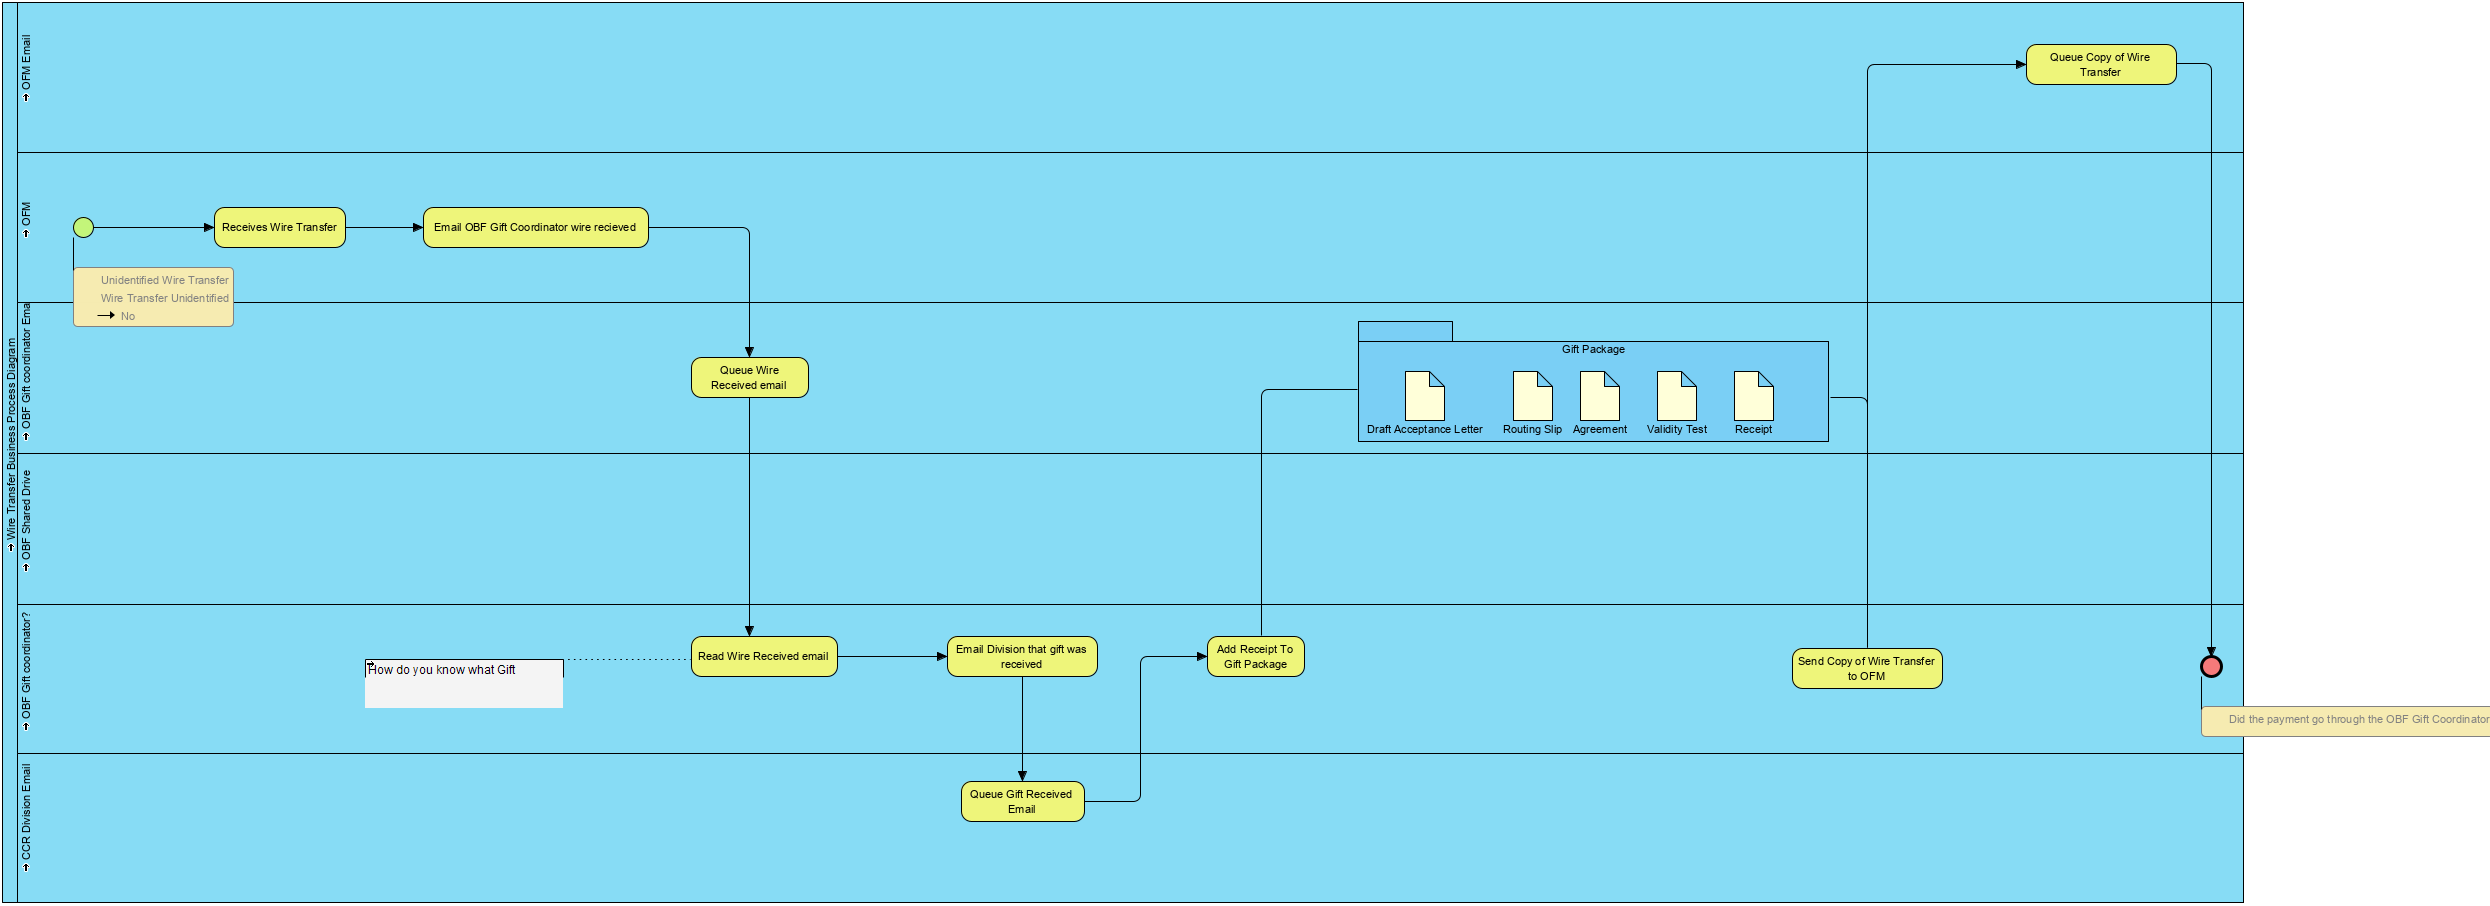 Wire Transfer Business Process Diagram
OFM Email
Queue Copy of Wire
Transfer
OFM
Receives Wire Transfer
Email OBF Gift Coordinator wire recieved
Unidentified Wire Transfer
Wire Transfer Unidentified
No
OBF Gift coordinator Emai
Queue Wire
Received email
Gift Package
Draft Acceptance Letter
Routing Slip
Agreement
Validity Test
Receipt
OBF Shared Drive
OBF Gift coordinator?
How do you know what Gift
Read Wire Received email
Email Division that gift was
received
Add Receipt To
Gift Package
Send Copy of Wire Transfer
to OFM
Did the payment go through the OBF Gift Coordinator
CCR Division Email
Queue Gift Received
Email